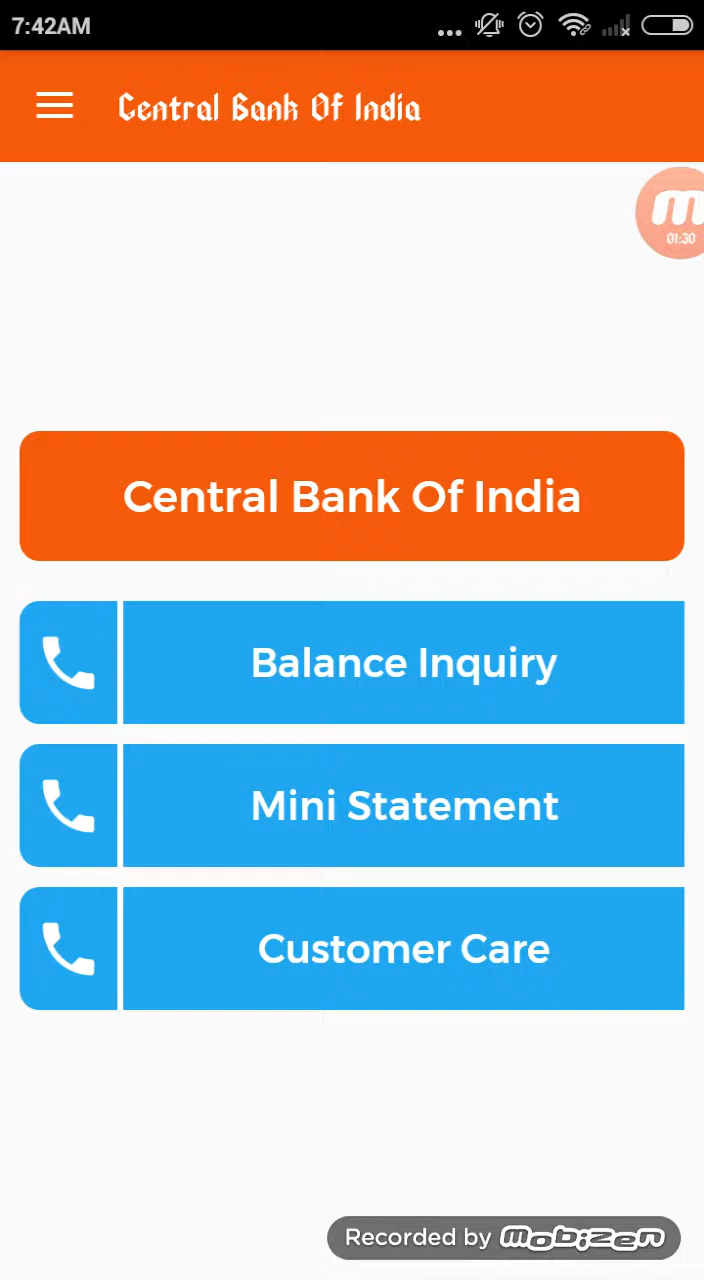 7:42AM
Central Bank Of India
m
01:30
Central Bank Of India
Balance Inquiry
Mini Statement
Customer Care
Recorded by mobizen